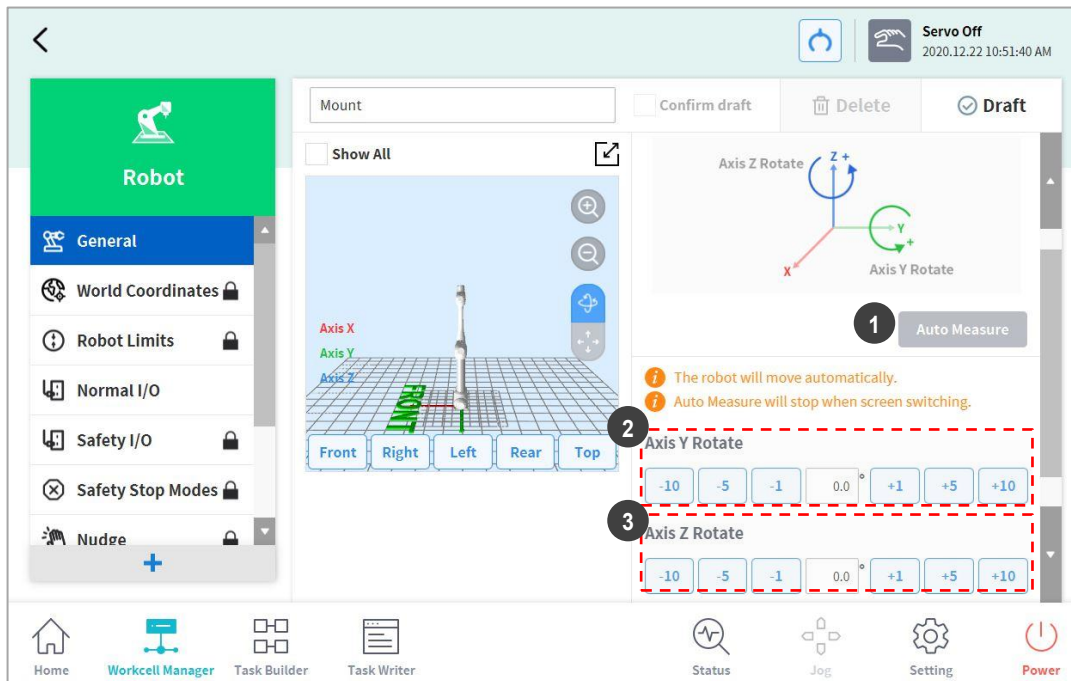 Servo Off
2020.12.22 10:51:40 AM
Robot
General
World Coordinates
Robot Limits
Normal I/O
Safety I/O
Safety Stop Modes
Nudge
+
Mount
Confirm draft
Delete
Draft
Show All
Axis X
Axis Y
Axis Z
FRONT
Front Right Left Rear Top
Axis Z Rotate
Z +
Y
+
X
Axis Y Rotate
1
Auto Measure
i The robot will move automatically.
i Auto Measure will stop when screen switching.
2
Axis Y Rotate
-10 -5 -1 0.0 ° +1 +5 +10
3
Axis Z Rotate
-10 -5 -1 0.0 ° +1 +5 +10
Home Workcell Manager Task Builder Task Writer Status Jog Setting Power